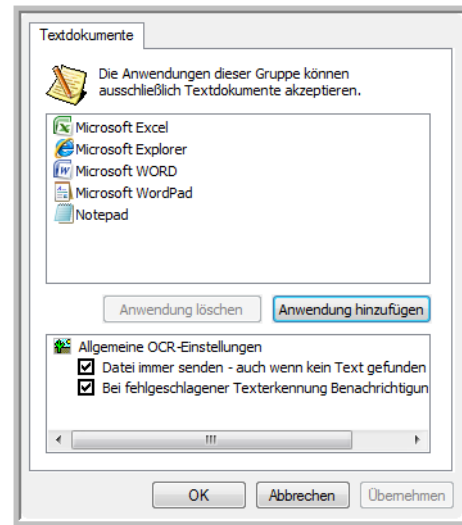 Textdokumente
Die Anwendungen dieser Gruppe können
ausschließlich Textdokumente akzeptieren.
Microsoft Excel
Microsoft Explorer
Microsoft WORD
Microsoft WordPad
Notepad
Anwendung löschen Anwendung hinzufügen
Allgemeine OCR-Einstellungen
Datei immer senden - auch wenn kein Text gefunden
Bei fehlgeschlagener Texterkennung Benachrichtigun
OK Abbrechen Übernehmen